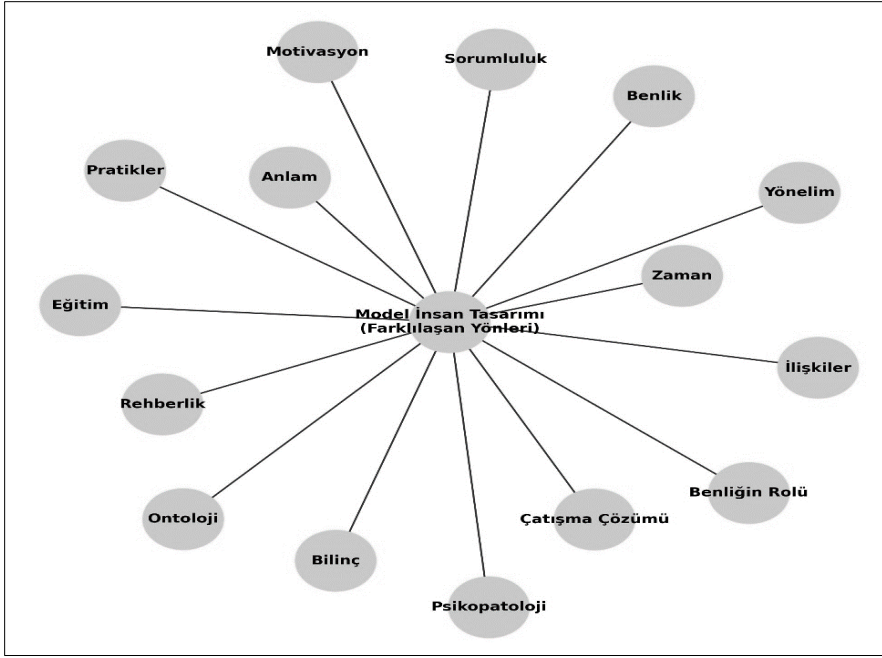 Motivasyon
Sorumluluk
Benlik
Pratikler
Anlam
Yönelim
Zaman
Eğitim
Model İnsan Tasarımı
(Farklılaşan Yönleri)
İlişkiler
Rehberlik
Benliğin Rolü
Ontoloji
Çatışma Çözümü
Bilinç
Psikopatoloji